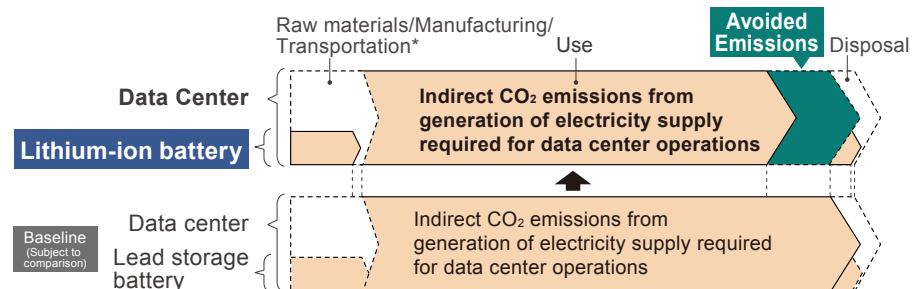 Raw materials/Manufacturing/
Transportation*
Use
Avoided
Emissions
Disposal
Data Center
Lithium-ion battery
Indirect CO₂ emissions from
generation of electricity supply
required for data center operations
Baseline
(Subject to
comparison)
Data center
Lead storage
battery
Indirect CO₂ emissions from
generation of electricity supply required
for data center operations